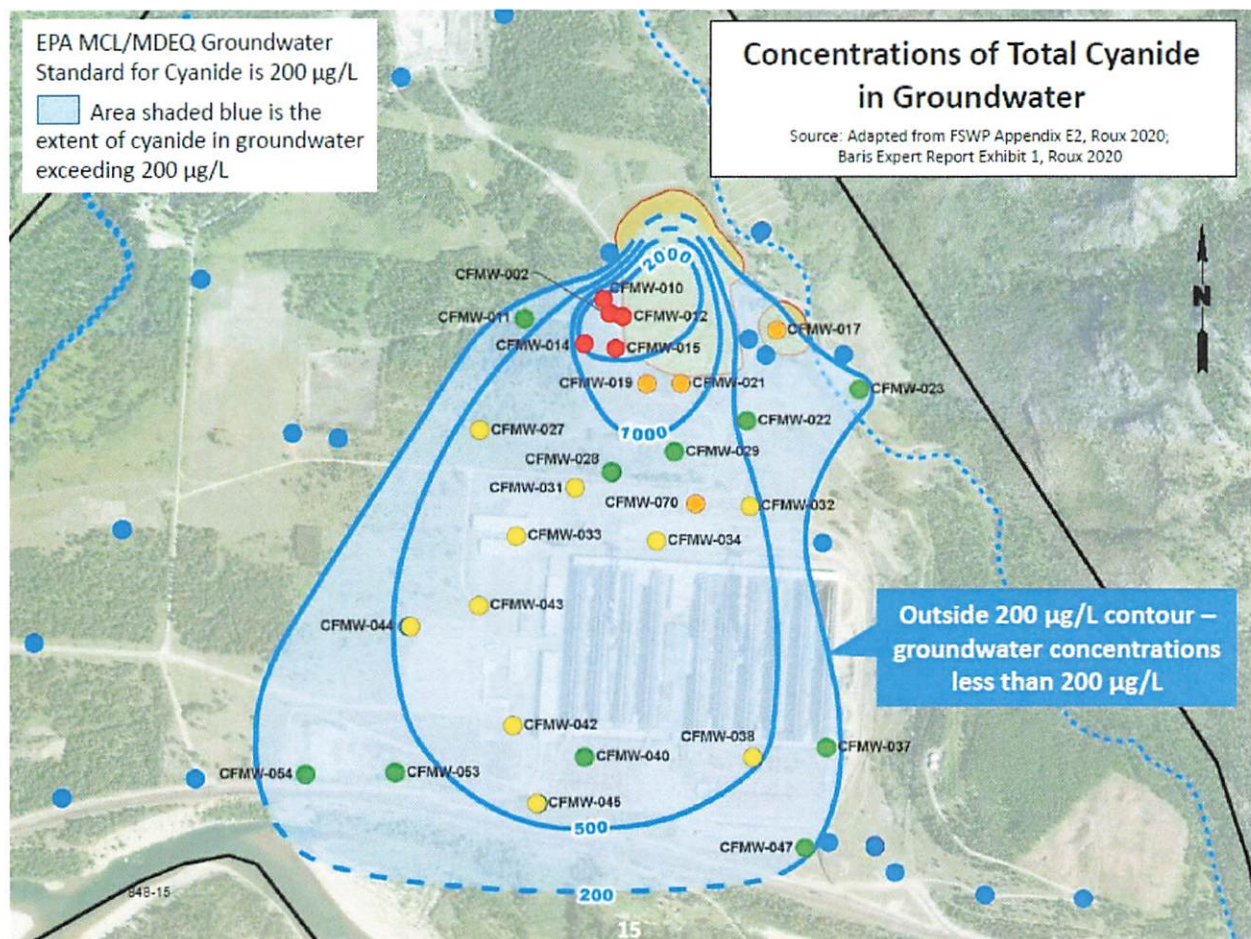 EPA MCL/MDEQ Groundwater
Standard for Cyanide is 200 µg/L
Area shaded blue is the
extent of cyanide in groundwater
exceeding 200 µg/L
Concentrations of Total Cyanide
in Groundwater
Source: Adapted from FSWP Appendix E2, Roux 2020;
Baris Expert Report Exhibit 1, Roux 2020
N
2000
CFMW-002
CFMW-010
CFMW-011
CFMW-012
CFMW-017
CFMW-014
CFMW-015
CFMW-019
CFMW-021
CFMW-023
CFMW-022
CFMW-027
1000
CFMW-029
CFMW-028
CFMW-031
CFMW-070
CFMW-032
CFMW-033
CFMW-034
CFMW-043
CFMW-044
Outside 200 µg/L contour –
groundwater concentrations
less than 200 µg/L
CFMW-042
CFMW-038
CFMW-037
CFMW-040
CFMW-054
CFMW-053
CFMW-045
500
CFMW-047
200
948-15
15